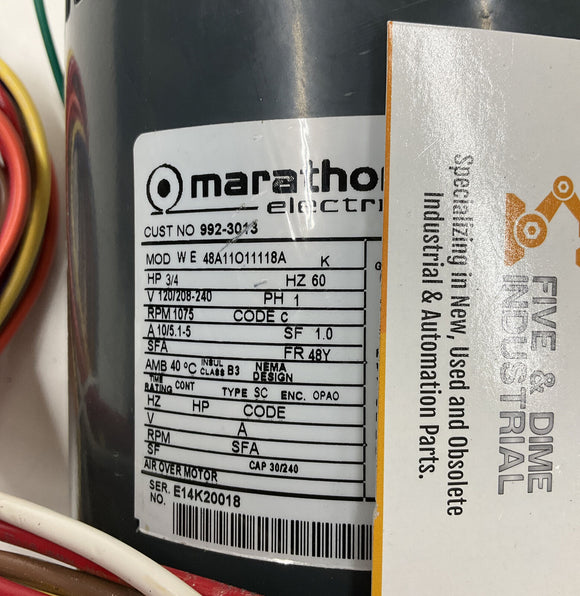 marathon
electri
CUST NO 992-3013
MOD WE 48A11O11118A K
HP 3/4 HZ 60
V 120/208-240 PH 1
RPM 1075 CODE C
A 10/5.1-5 SF 1.0
SFA FR 48Y
AMB 40 °C INSUL CLASS B3 NEMA DESIGN
TIME RATING CONT TYPE SC ENC. OPAO
HZ HP CODE
V A
RPM SFA
SF CAP 30/240
AIR OVER MOTOR
SER. NO. E14K20018
FIVE & DIME
INDUSTRIAL
Specializing in New, Used and Obsolete
Industrial & Automation Parts.